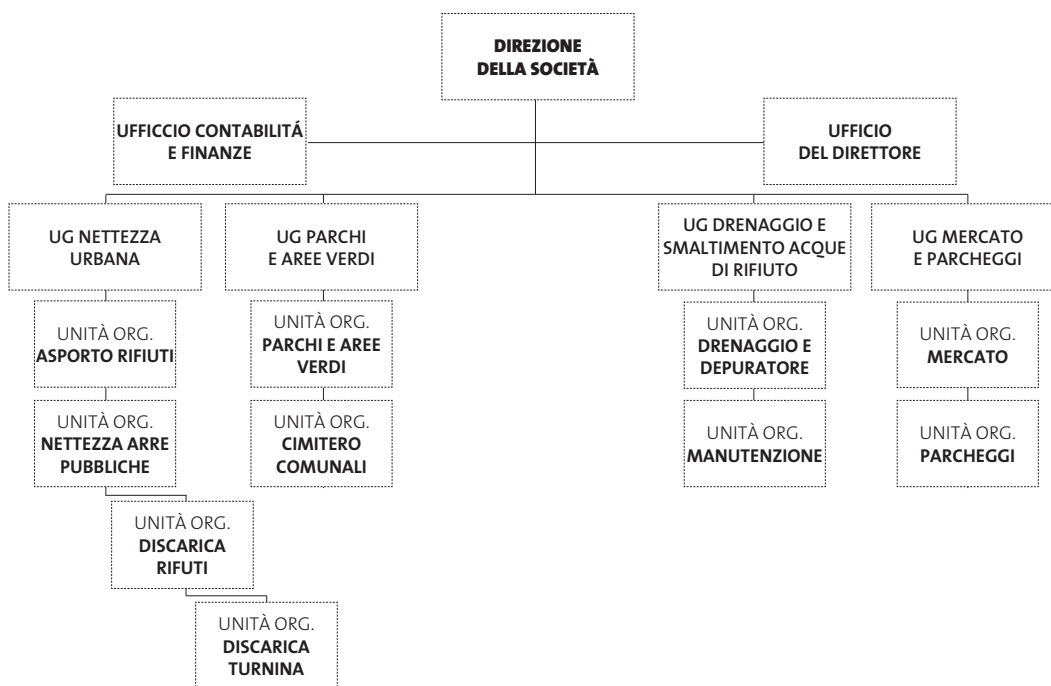 DIREZIONE
DELLA SOCIETÀ
UFFICCIO CONTABILITÁ
E FINANZE
UFFICIO
DEL DIRETTORE
UG NETTEZZA
URBANA
UG PARCHI
E AREE VERDI
UG DRENAGGIO E
SMALTIMENTO ACQUE
DI RIFIUTO
UG MERCATO
E PARCHEGGI
UNITÀ ORG.
ASPORTO RIFIUTI
UNITÀ ORG.
PARCHI E AREE
VERDI
UNITÀ ORG.
DRENAGGIO E
DEPURATORE
UNITÀ ORG.
MERCATO
UNITÀ ORG.
NETTEZZA ARRE
PUBBLICHE
UNITÀ ORG.
CIMITERO
COMUNALI
UNITÀ ORG.
MANUTENZIONE
UNITÀ ORG.
PARCHEGGI
UNITÀ ORG.
DISCARICA
RIFUTI
UNITÀ ORG.
DISCARICA
TURNINA